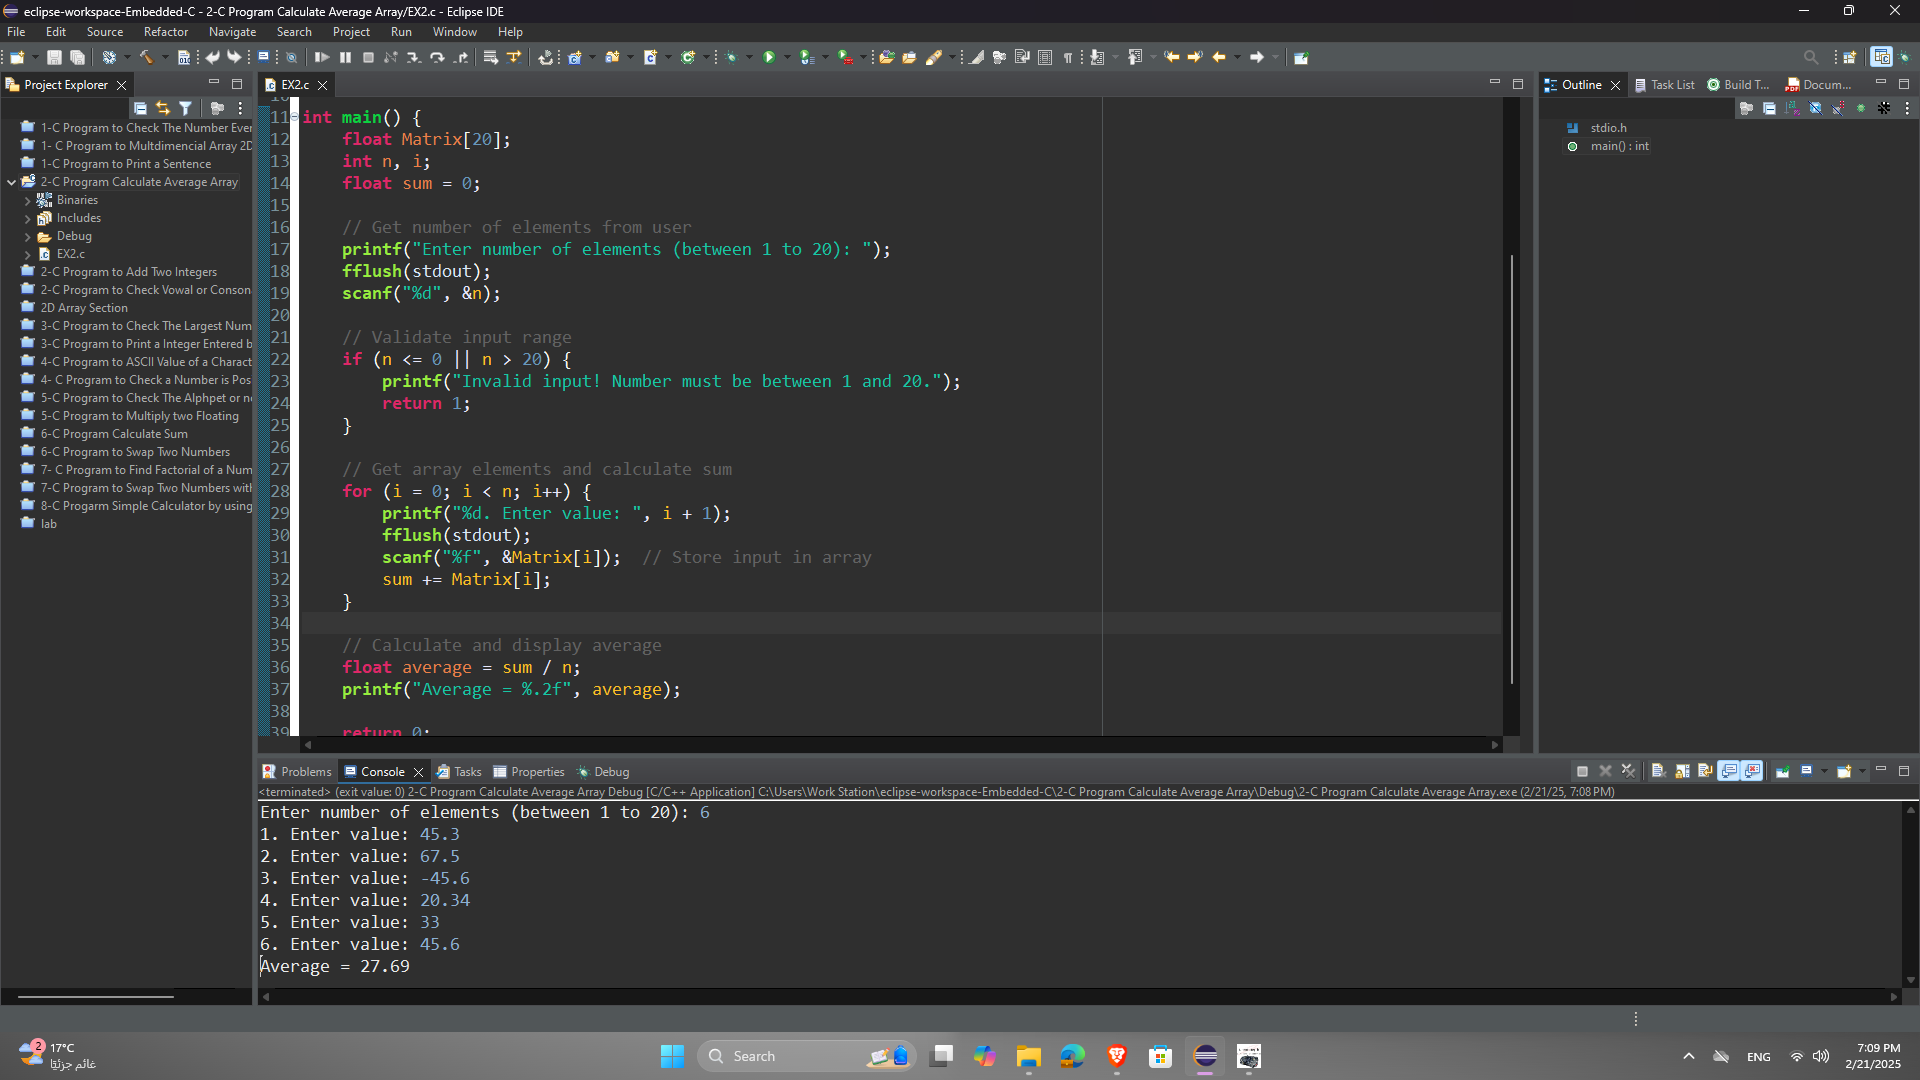 eclipse-workspace-Embedded-C - 2-C Program Calculate Average Array/EX2.c - Eclipse IDE
File Edit Source Refactor Navigate Search Project Run Window Help
Project Explorer
1-C Program to Check The Number Ever
1- C Program to Multdimencial Array 2D
1-C Program to Print a Sentence
2-C Program Calculate Average Array
Binaries
Includes
Debug
EX2.c
2-C Program to Add Two Integers
2-C Program to Check Vowal or Conson
2D Array Section
3-C Program to Check The Largest Num
3-C Program to Print a Integer Entered b
4-C Program to ASCII Value of a Charact
4- C Program to Check a Number is Pos
5-C Program to Check The Alphpet or n
5-C Program to Multiply two Floating
6-C Program Calculate Sum
6-C Program to Swap Two Numbers
7- C Program to Find Factorial of a Num
7-C Program to Swap Two Numbers with
8-C Progarm Simple Calculator by using
lab
EX2.c
10
11 int main() {
12 float Matrix[20];
13 int n, i;
14 float sum = 0;
15
16 // Get number of elements from user
17 printf("Enter number of elements (between 1 to 20): ");
18 fflush(stdout);
19 scanf("%d", &n);
20
21 // Validate input range
22 if (n <= 0 || n > 20) {
23 printf("Invalid input! Number must be between 1 and 20.");
24 return 1;
25 }
26
27 // Get array elements and calculate sum
28 for (i = 0; i < n; i++) {
29 printf("%d. Enter value: ", i + 1);
30 fflush(stdout);
31 scanf("%f", &Matrix[i]); // Store input in array
32 sum += Matrix[i];
33 }
34
35 // Calculate and display average
36 float average = sum / n;
37 printf("Average = %.2f", average);
38
39 return 0;
Outline Task List Build T... Docum...
stdio.h
main() : int
Problems Console Tasks Properties Debug
<terminated> (exit value: 0) 2-C Program Calculate Average Array Debug [C/C++ Application] C:\Users\Work Station\eclipse-workspace-Embedded-C\2-C Program Calculate Average Array\Debug\2-C Program Calculate Average Array.exe (2/21/25, 7:08 PM)
Enter number of elements (between 1 to 20): 6
1. Enter value: 45.3
2. Enter value: 67.5
3. Enter value: -45.6
4. Enter value: 20.34
5. Enter value: 33
6. Enter value: 45.6
Average = 27.69
2
17°C
غائم جزئيًا
Search
ENG
7:09 PM
2/21/2025